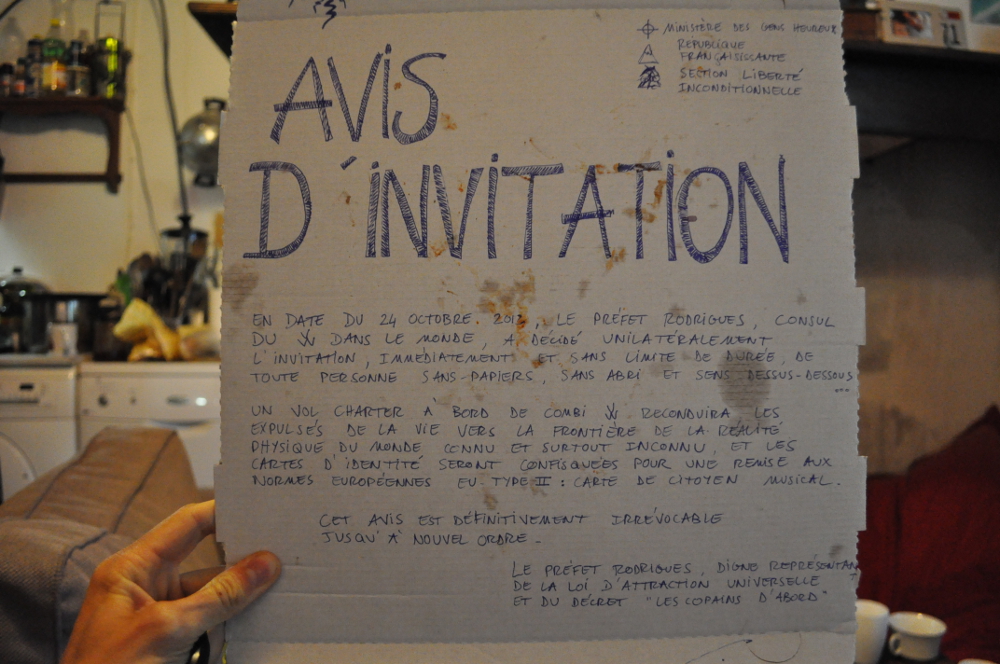 MINISTÈRE DES GENS HEUREUX
RÉPUBLIQUE
FRANÇAISISCANTE
SECTION LIBERTÉ
INCONDITIONNELLE
AVIS
D'INVITATION
EN DATE DU 24 OCTOBRE 2012, LE PRÉFET RODRIGUES, CONSUL
DU VW DANS LE MONDE, A DÉCIDÉ UNILATÉRALEMENT
L'INVITATION, IMMÉDIATEMENT ET SANS LIMITE DE DURÉE, DE
TOUTE PERSONNE SANS-PAPIERS, SANS ABRI ET SENS DESSUS-DESSOUS
...
UN VOL CHARTER À BORD DE COMBI VW RECONDUIRA LES
EXPULSÉS DE LA VIE VERS LA FRONTIÈRE DE LA RÉALITÉ
PHYSIQUE DU MONDE CONNU ET SURTOUT INCONNU, ET LES
CARTES D'IDENTITÉ SERONT CONFISQUÉES POUR UNE REMISE AUX
NORMES EUROPÉENNES EU TYPE II : CARTE DE CITOYEN MUSICAL.
CET AVIS EST DÉFINITIVEMENT IRRÉVOCABLE
JUSQU'À NOUVEL ORDRE.
LE PRÉFET RODRIGUES, DIGNE REPRÉSENTANT
DE LA LOI D'ATTRACTION UNIVERSELLE
ET DU DÉCRET "LES COPAINS D'ABORD"